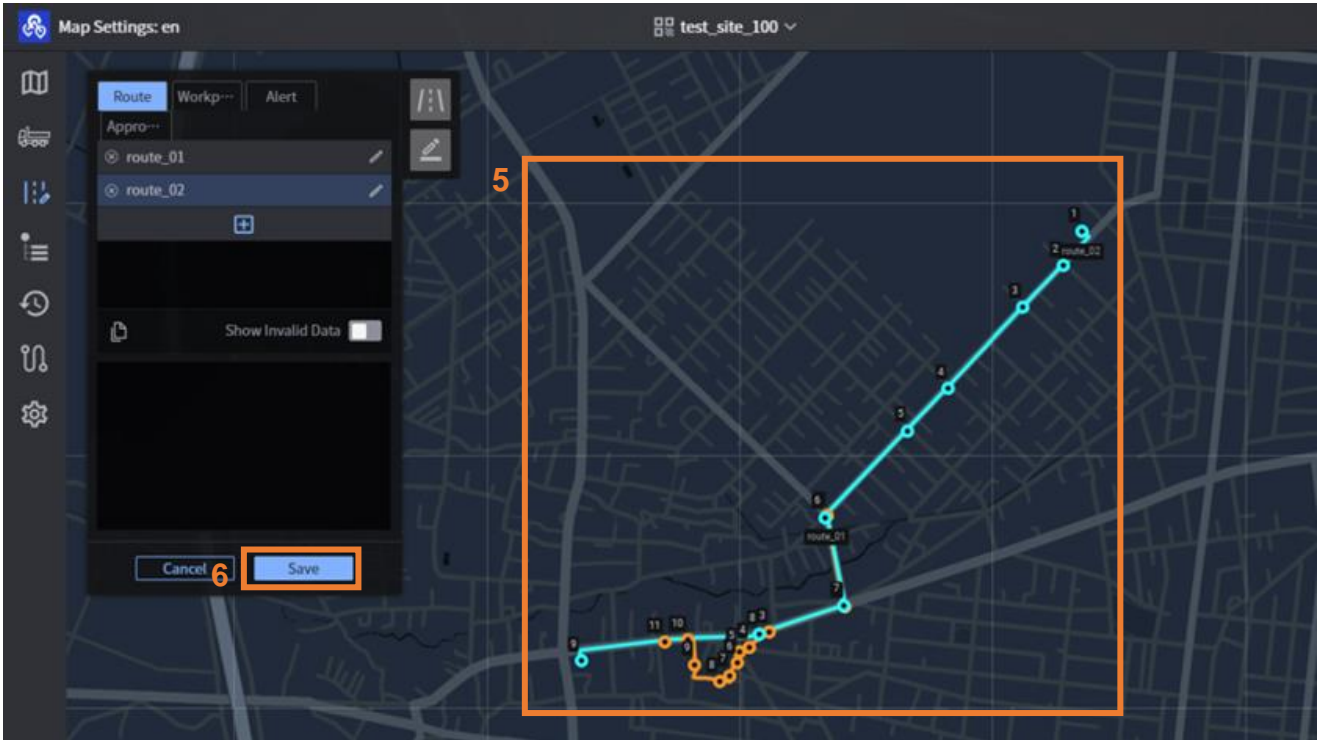 Map Settings: en
test_site_100
Route Workp··· Alert
Appro···
route_01
route_02
Show Invalid Data
Cancel
6
Save
5
1
2 route_02
3
4
5
6
route_01
7
11 10 5 4 8 3
9
9
8 7 6